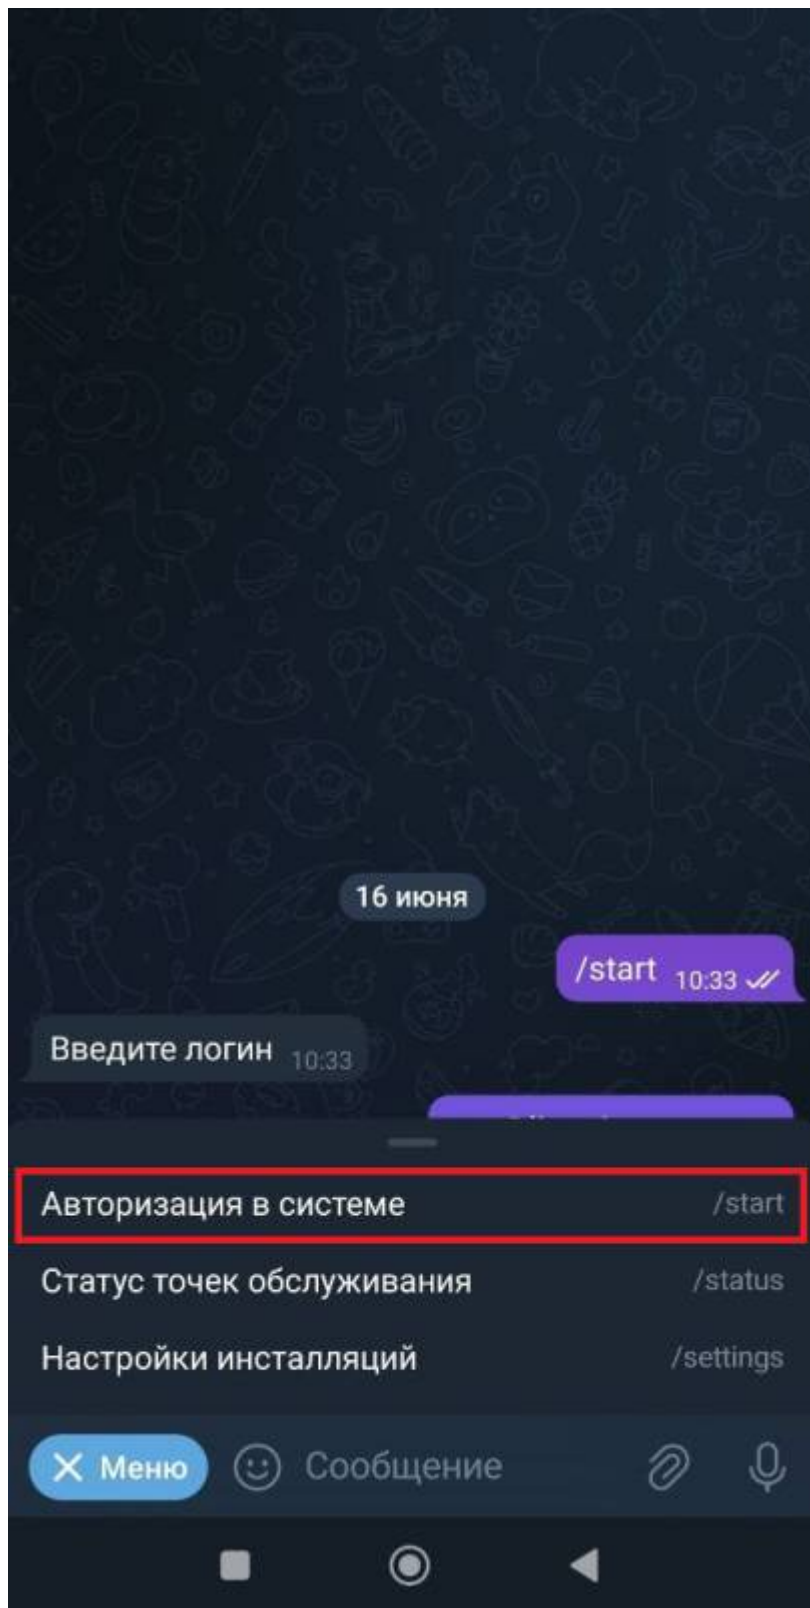 16 июня
/start 10:33
Введите логин 10:33
Авторизация в системе /start
Статус точек обслуживания /status
Настройки инсталляций /settings
Меню Сообщение